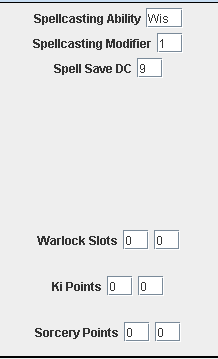 Spellcasting Ability Wis
Spellcasting Modifier 1
Spell Save DC 9
Warlock Slots 0 0
Ki Points 0 0
Sorcery Points 0 0